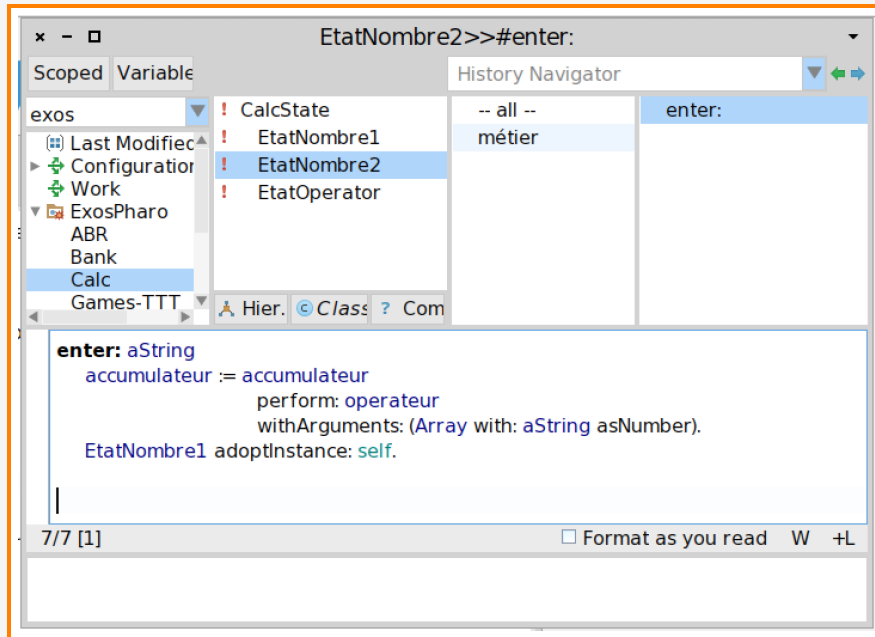 EtatNombre2>>#enter:
Scoped Variable
History Navigator
exos
Last Modified
Configuration
Work
ExosPharo
ABR
Bank
Calc
Games-TTT
! CalcState
! EtatNombre1
! EtatNombre2
! EtatOperator
Hier. Class ? Com
-- all --
métier
enter:
enter: aString
accumulateur := accumulateur
perform: operateur
withArguments: (Array with: aString asNumber).
EtatNombre1 adoptInstance: self.
7/7 [1]
Format as you read W +L